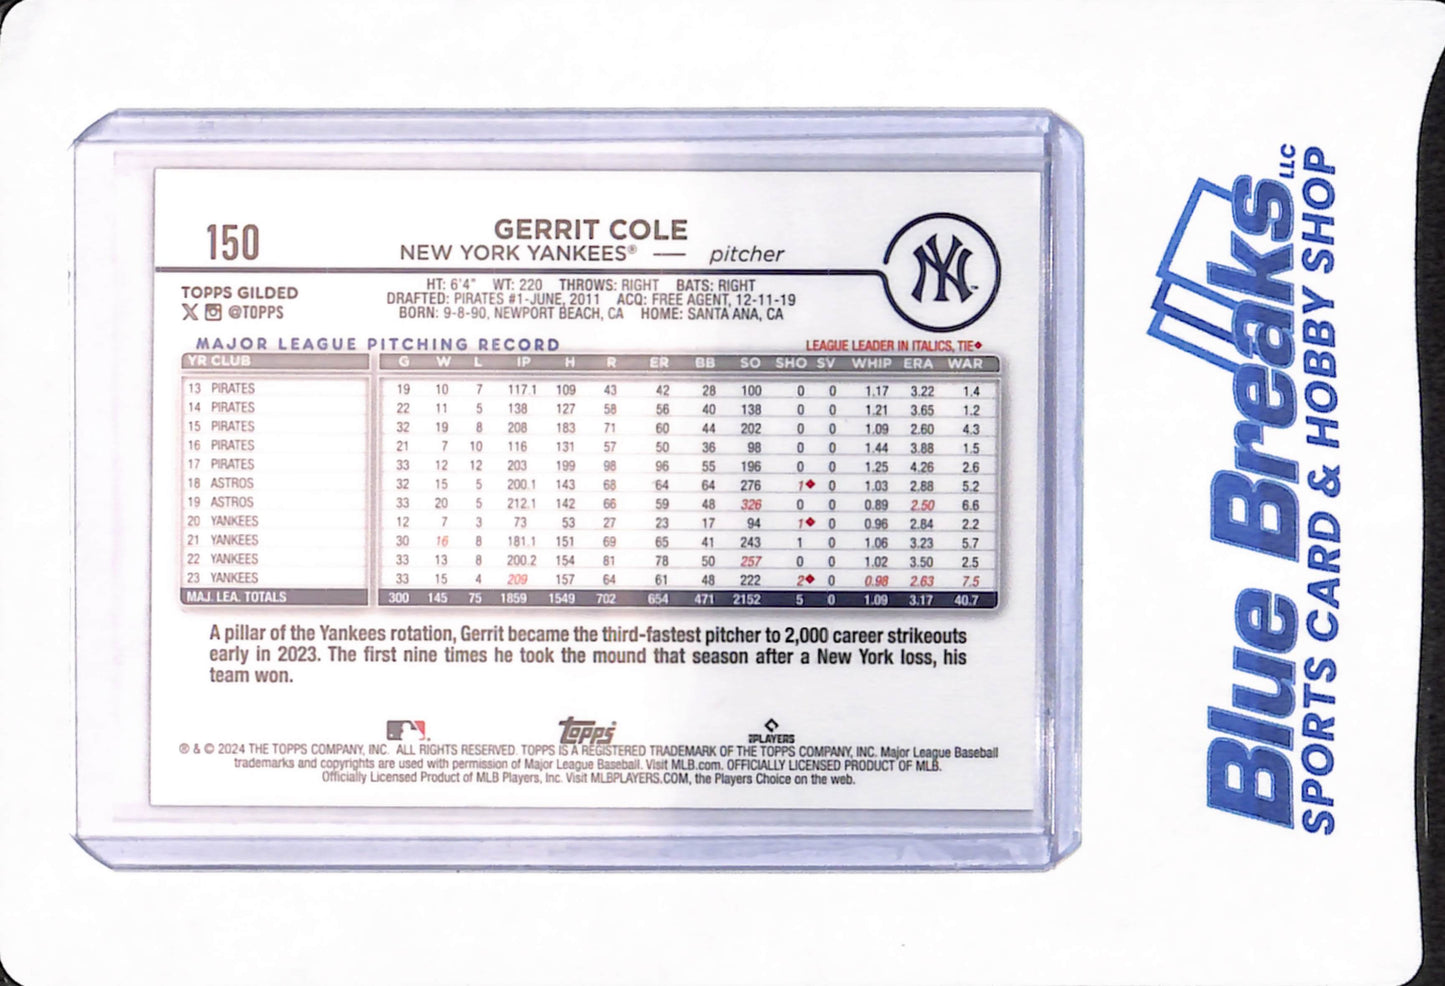 150
GERRIT COLE
NEW YORK YANKEES® — pitcher
NY
TOPPS GILDED
X @TOPPS
HT: 6'4" WT: 220 THROWS: RIGHT BATS: RIGHT
DRAFTED: PIRATES #1-JUNE, 2011 ACQ: FREE AGENT, 12-11-19
BORN: 9-8-90, NEWPORT BEACH, CA HOME: SANTA ANA, CA
MAJOR LEAGUE PITCHING RECORD
LEAGUE LEADER IN ITALICS, TIE♦
YR CLUB G W L IP H R ER BB SO SHO SV WHIP ERA WAR
13 PIRATES 19 10 7 117.1 109 43 42 28 100 0 0 1.17 3.22 1.4
14 PIRATES 22 11 5 138 127 58 56 40 138 0 0 1.21 3.65 1.2
15 PIRATES 32 19 8 208 183 71 60 44 202 0 0 1.09 2.60 4.3
16 PIRATES 21 7 10 116 131 57 50 36 98 0 0 1.44 3.88 1.5
17 PIRATES 33 12 12 203 199 98 96 55 196 0 0 1.25 4.26 2.6
18 ASTROS 32 15 5 200.1 143 68 64 64 276 1♦ 0 1.03 2.88 5.2
19 ASTROS 33 20 5 212.1 142 66 59 48 326 0 0 0.89 2.50 6.6
20 YANKEES 12 7 3 73 53 27 23 17 94 1♦ 0 0.96 2.84 2.2
21 YANKEES 30 16 8 181.1 151 69 65 41 243 1 0 1.06 3.23 5.7
22 YANKEES 33 13 8 200.2 154 81 78 50 257 0 0 1.02 3.50 2.5
23 YANKEES 33 15 4 209 157 64 61 48 222 2♦ 0 0.98 2.63 7.5
MAJ. LEA. TOTALS 300 145 75 1859 1549 702 654 471 2152 5 0 1.09 3.17 40.7
A pillar of the Yankees rotation, Gerrit became the third-fastest pitcher to 2,000 career strikeouts
early in 2023. The first nine times he took the mound that season after a New York loss, his
team won.
Topps
PLAYERS
® & © 2024 THE TOPPS COMPANY, INC. ALL RIGHTS RESERVED. TOPPS IS A REGISTERED TRADEMARK OF THE TOPPS COMPANY, INC. Major League Baseball
trademarks and copyrights are used with permission of Major League Baseball. Visit MLB.com. OFFICIALLY LICENSED PRODUCT OF MLB.
Officially Licensed Product of MLB Players, Inc. Visit MLBPLAYERS.COM, the Players Choice on the web.
Blue Breaks LLC
SPORTS CARD & HOBBY SHOP